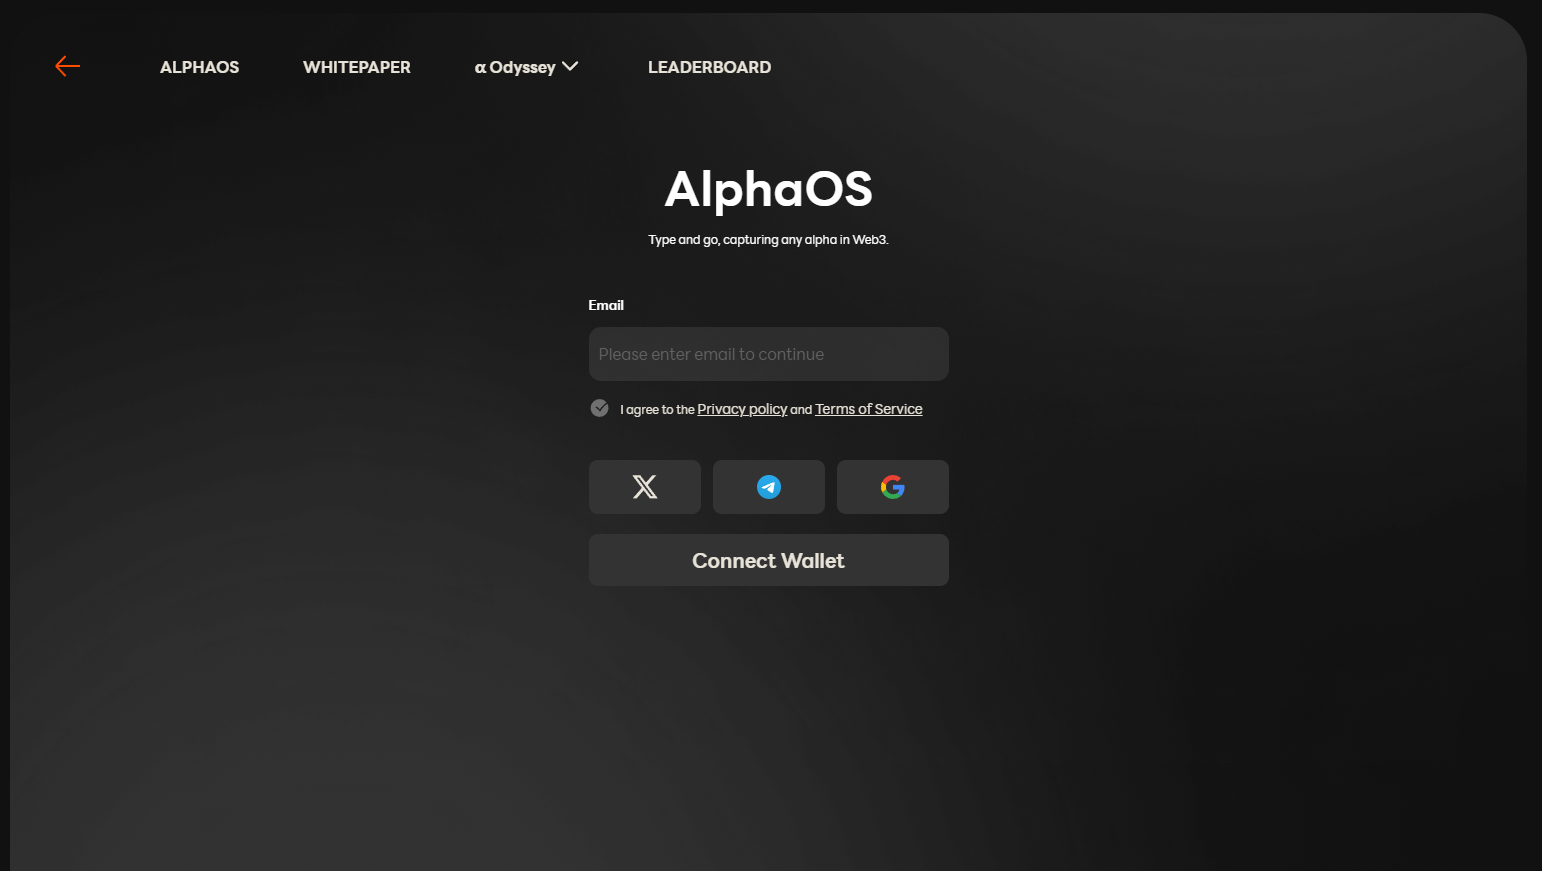 ALPHAOS WHITEPAPER α Odyssey LEADERBOARD
AlphaOS
Type and go, capturing any alpha in Web3.
Email
Please enter email to continue
I agree to the Privacy policy and Terms of Service
Connect Wallet